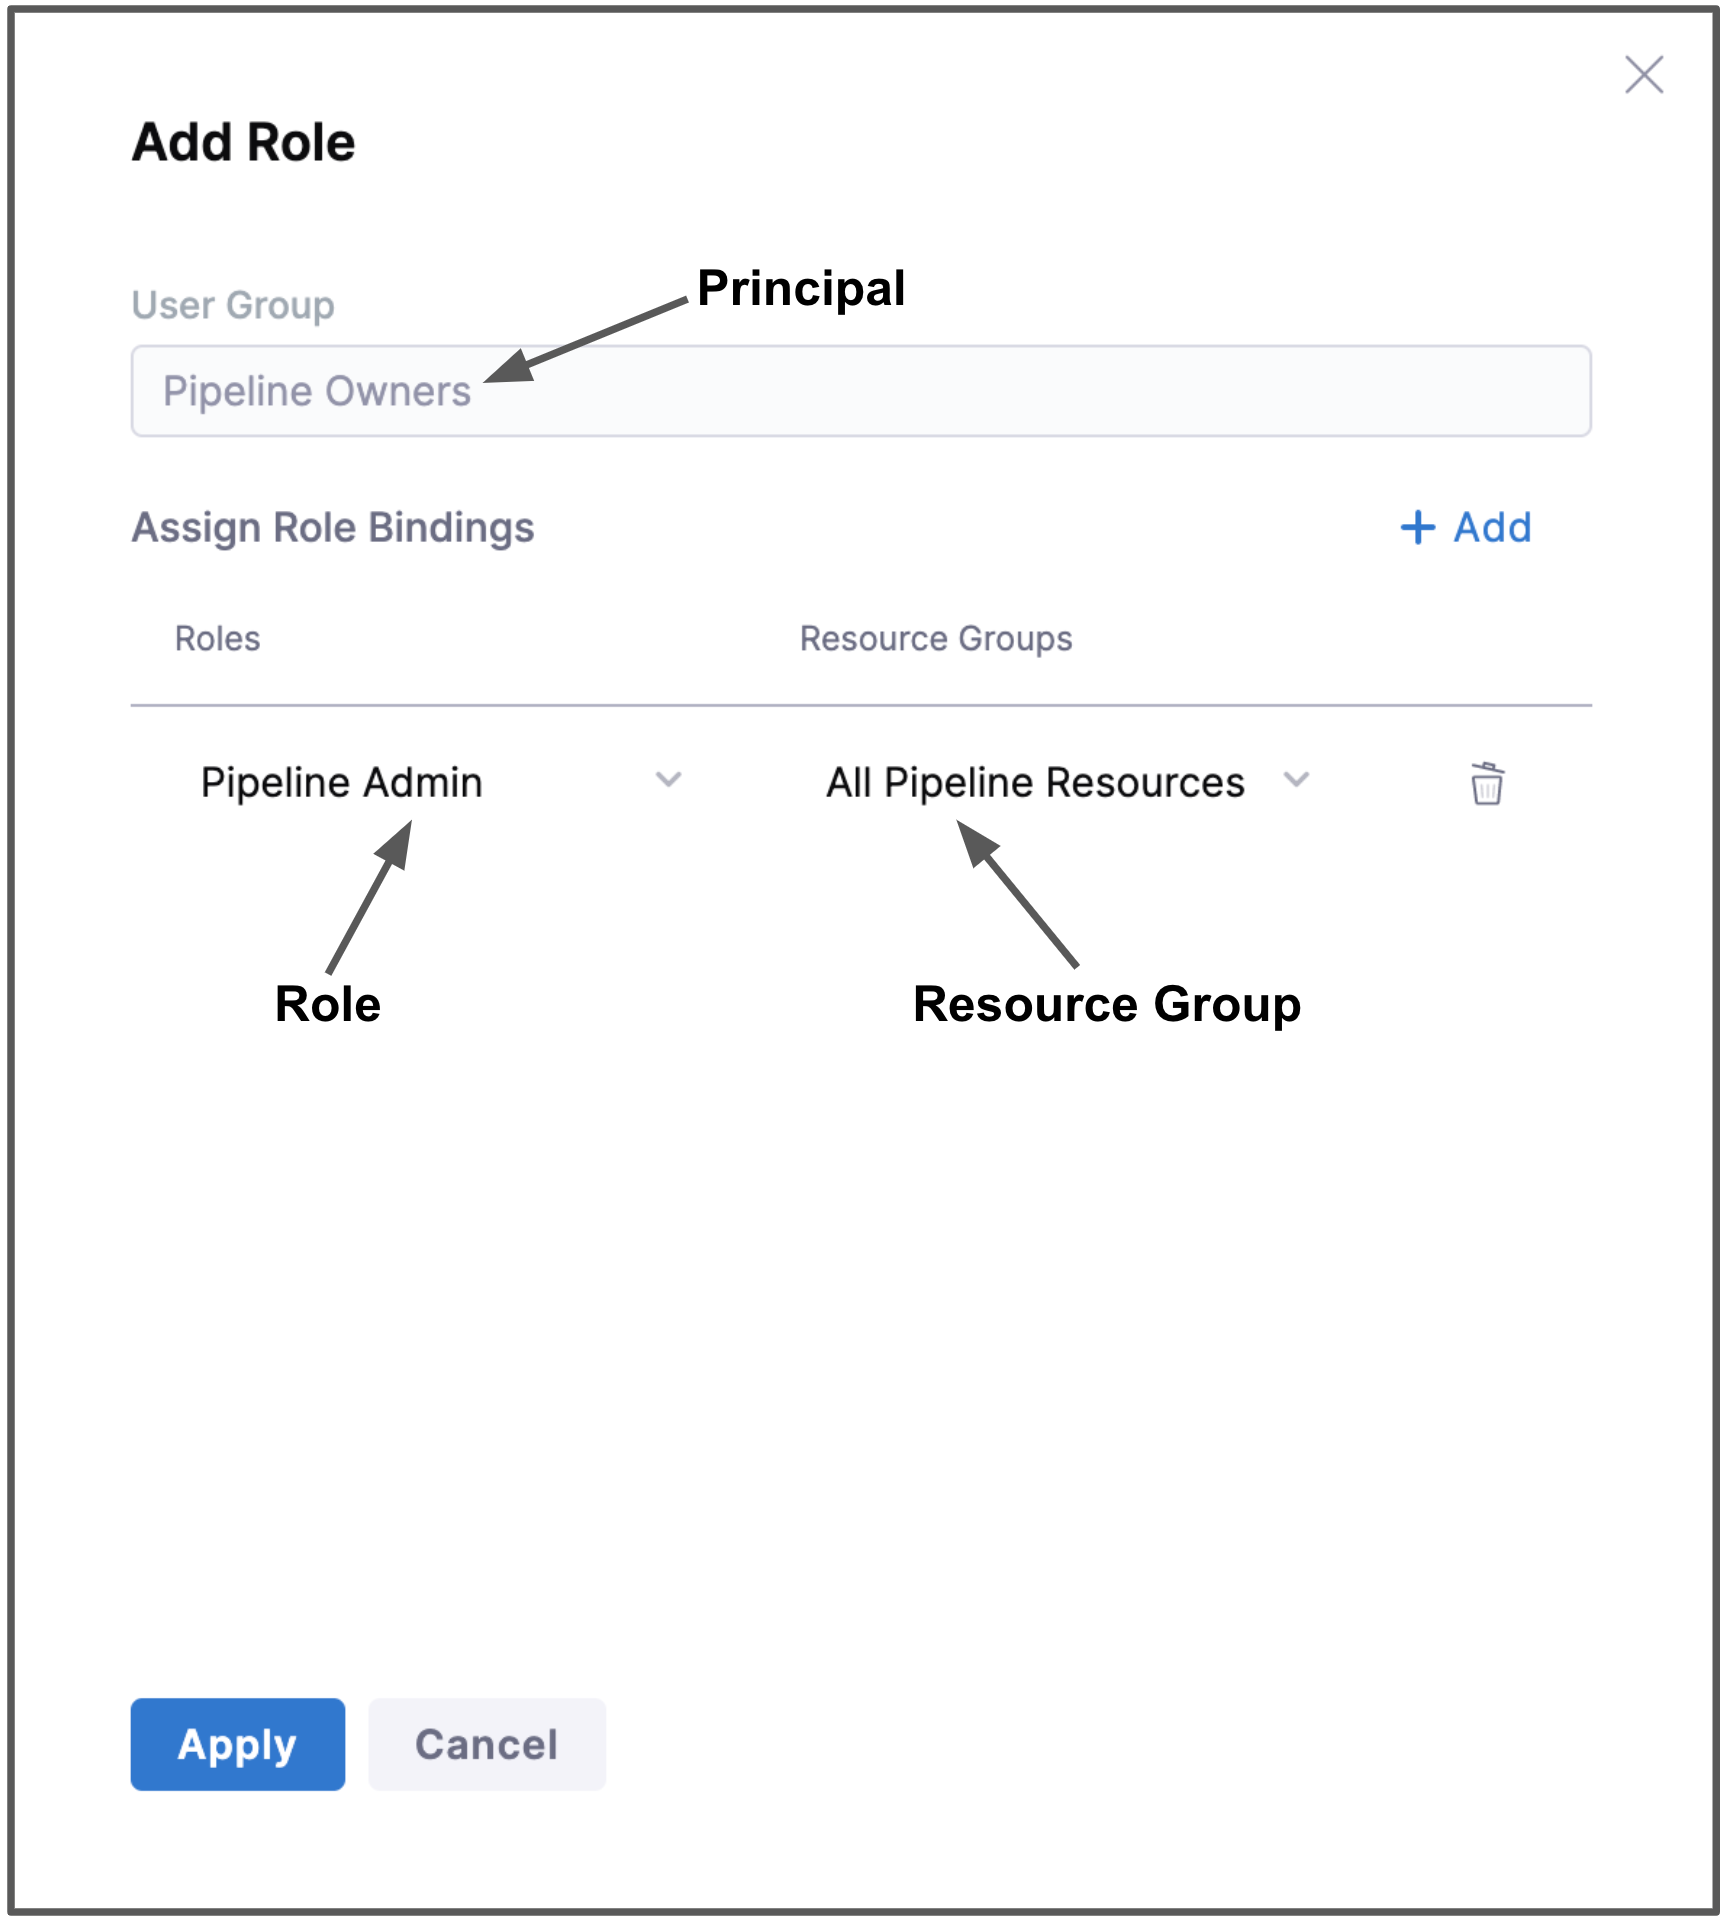 Add Role
Principal
User Group
Pipeline Owners
Assign Role Bindings
+ Add
Roles Resource Groups
Pipeline Admin All Pipeline Resources
Role Resource Group
Apply Cancel